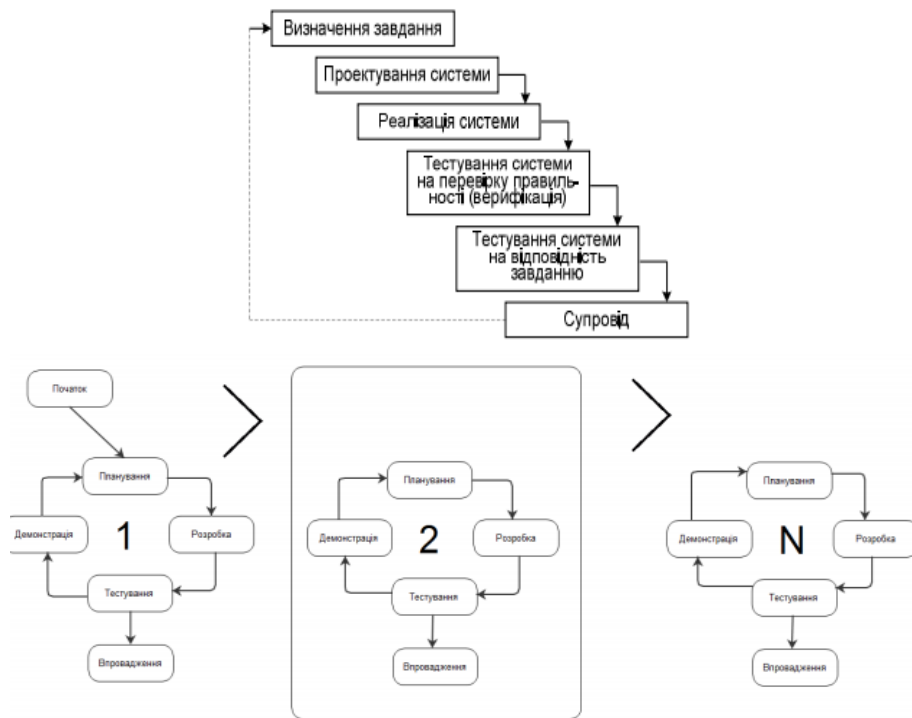 Визначення завдання
Проектування системи
Реалізація системи
Тестування системи
на перевірку правиль-
ності (верифікація)
Тестування системи
на відповідність
завданню
Супровід
Початок
Планування
Демонстрація
1
Розробка
Тестування
Впровадження
Планування
Демонстрація
2
Розробка
Тестування
Впровадження
Планування
Демонстрація
N
Розробка
Тестування
Впровадження